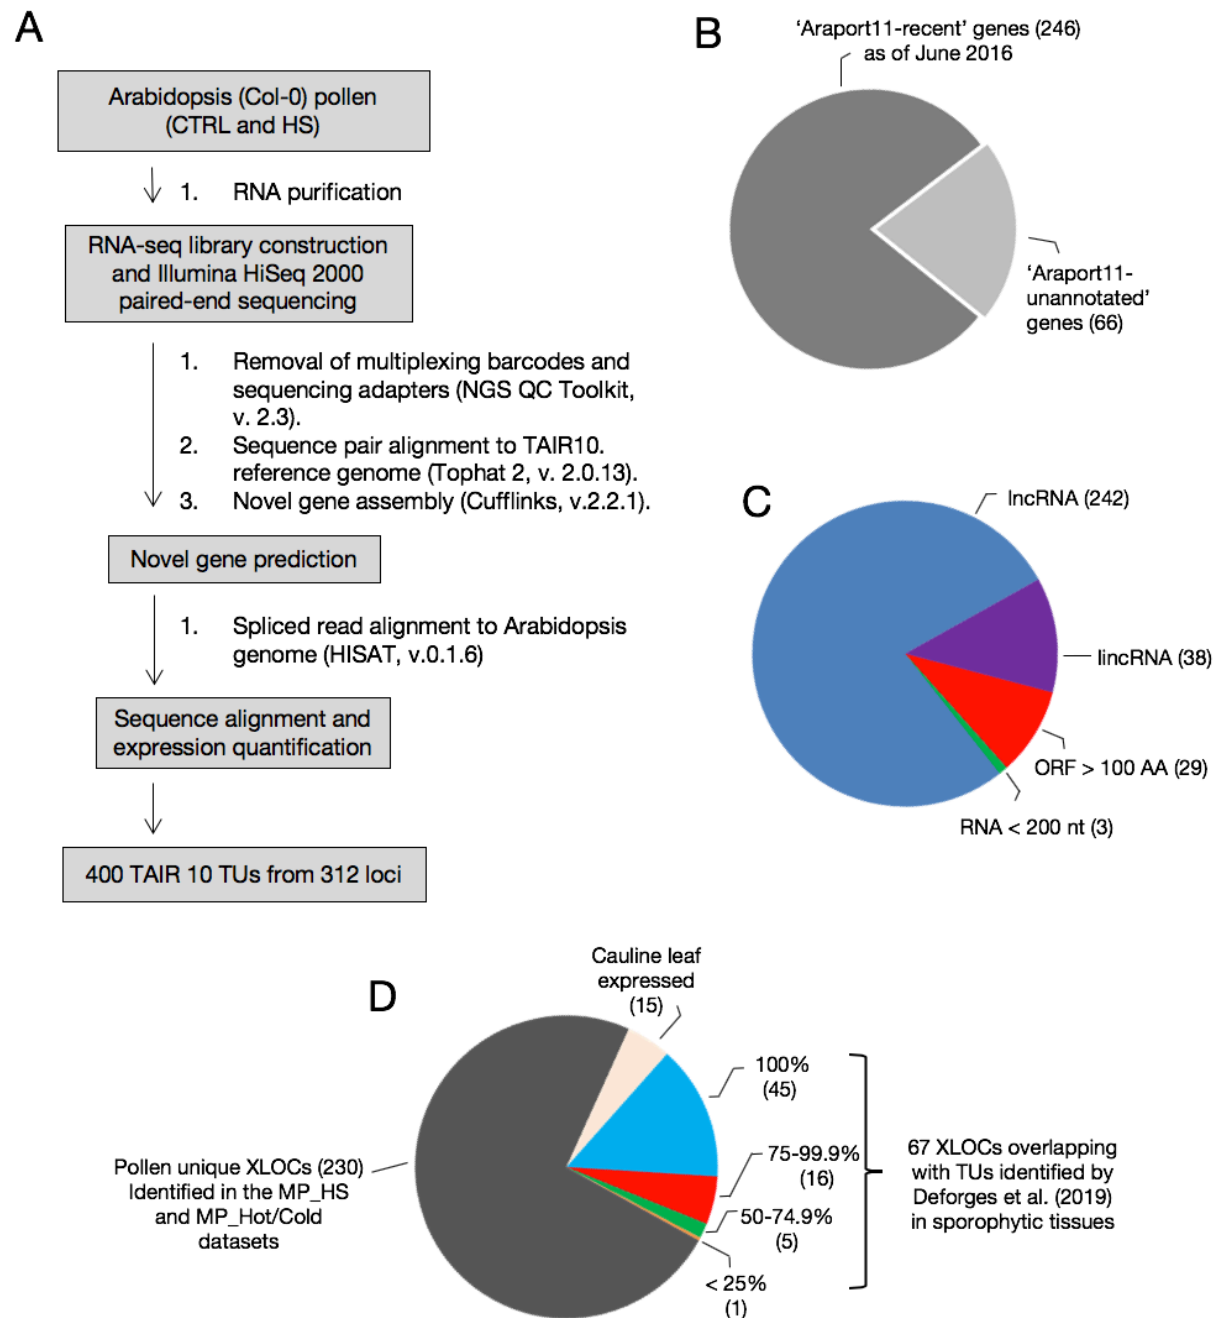 A
Arabidopsis (Col-0) pollen
(CTRL and HS)
1. RNA purification
RNA-seq library construction
and Illumina HiSeq 2000
paired-end sequencing
1. Removal of multiplexing barcodes and
sequencing adapters (NGS QC Toolkit,
v. 2.3).
2. Sequence pair alignment to TAIR10.
reference genome (Tophat 2, v. 2.0.13).
3. Novel gene assembly (Cufflinks, v.2.2.1).
Novel gene prediction
1. Spliced read alignment to Arabidopsis
genome (HISAT, v.0.1.6)
Sequence alignment and
expression quantification
400 TAIR 10 TUs from 312 loci
B
‘Araport11-recent’ genes (246)
as of June 2016
‘Araport11-
unannotated’
genes (66)
C
lncRNA (242)
lincRNA (38)
ORF > 100 AA (29)
RNA < 200 nt (3)
D
Cauline leaf
expressed
(15)
100%
(45)
75-99.9%
(16)
50-74.9%
(5)
< 25%
(1)
67 XLOCs overlapping
with TUs identified by
Deforges et al. (2019)
in sporophytic tissues
Pollen unique XLOCs (230)
Identified in the MP_HS
and MP_Hot/Cold
datasets